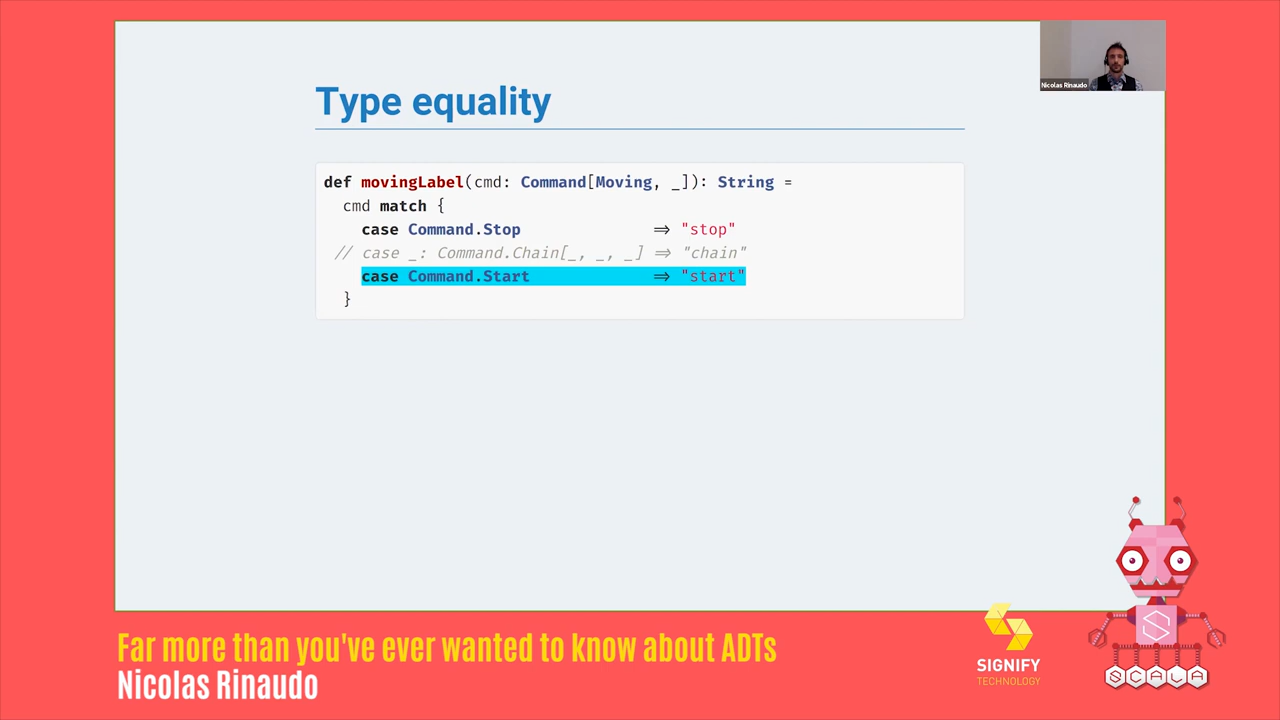 Nicolas Rinaudo
Type equality
def movingLabel(cmd: Command[Moving, _]): String =
cmd match {
case Command.Stop ⇒ "stop"
// case _: Command.Chain[_, _, _] ⇒ "chain"
case Command.Start ⇒ "start"
}
Far more than you've ever wanted to know about ADTs
Nicolas Rinaudo
SIGNIFY
TECHNOLOGY
SCALA